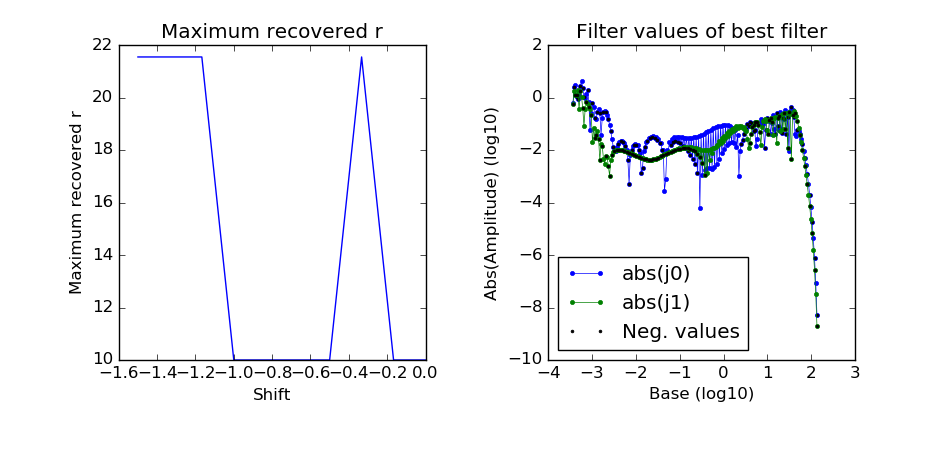 Maximum recovered r
Filter values of best filter
22
20
18
16
14
12
10
Maximum recovered r
−1.6 −1.4 −1.2 −1.0 −0.8 −0.6 −0.4 −0.2 0.0
Shift
2
0
−2
−4
−6
−8
−10
Abs(Amplitude) (log10)
abs(j0)
abs(j1)
Neg. values
−4 −3 −2 −1 0 1 2 3
Base (log10)